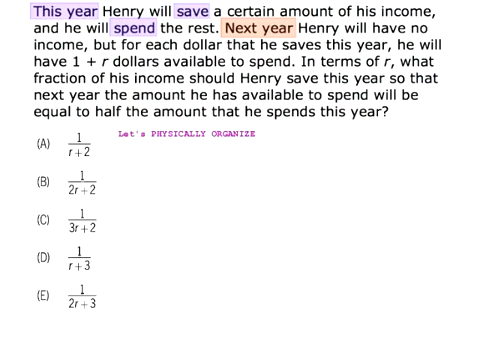 This year Henry will save a certain amount of his income,
and he will spend the rest. Next year Henry will have no
income, but for each dollar that he saves this year, he will
have 1 + r dollars available to spend. In terms of r, what
fraction of his income should Henry save this year so that
next year the amount he has available to spend will be
equal to half the amount that he spends this year?
Let's PHYSICALLY ORGANIZE
(A) 1/(r+2)
(B) 1/(2r+2)
(C) 1/(3r+2)
(D) 1/(r+3)
(E) 1/(2r+3)